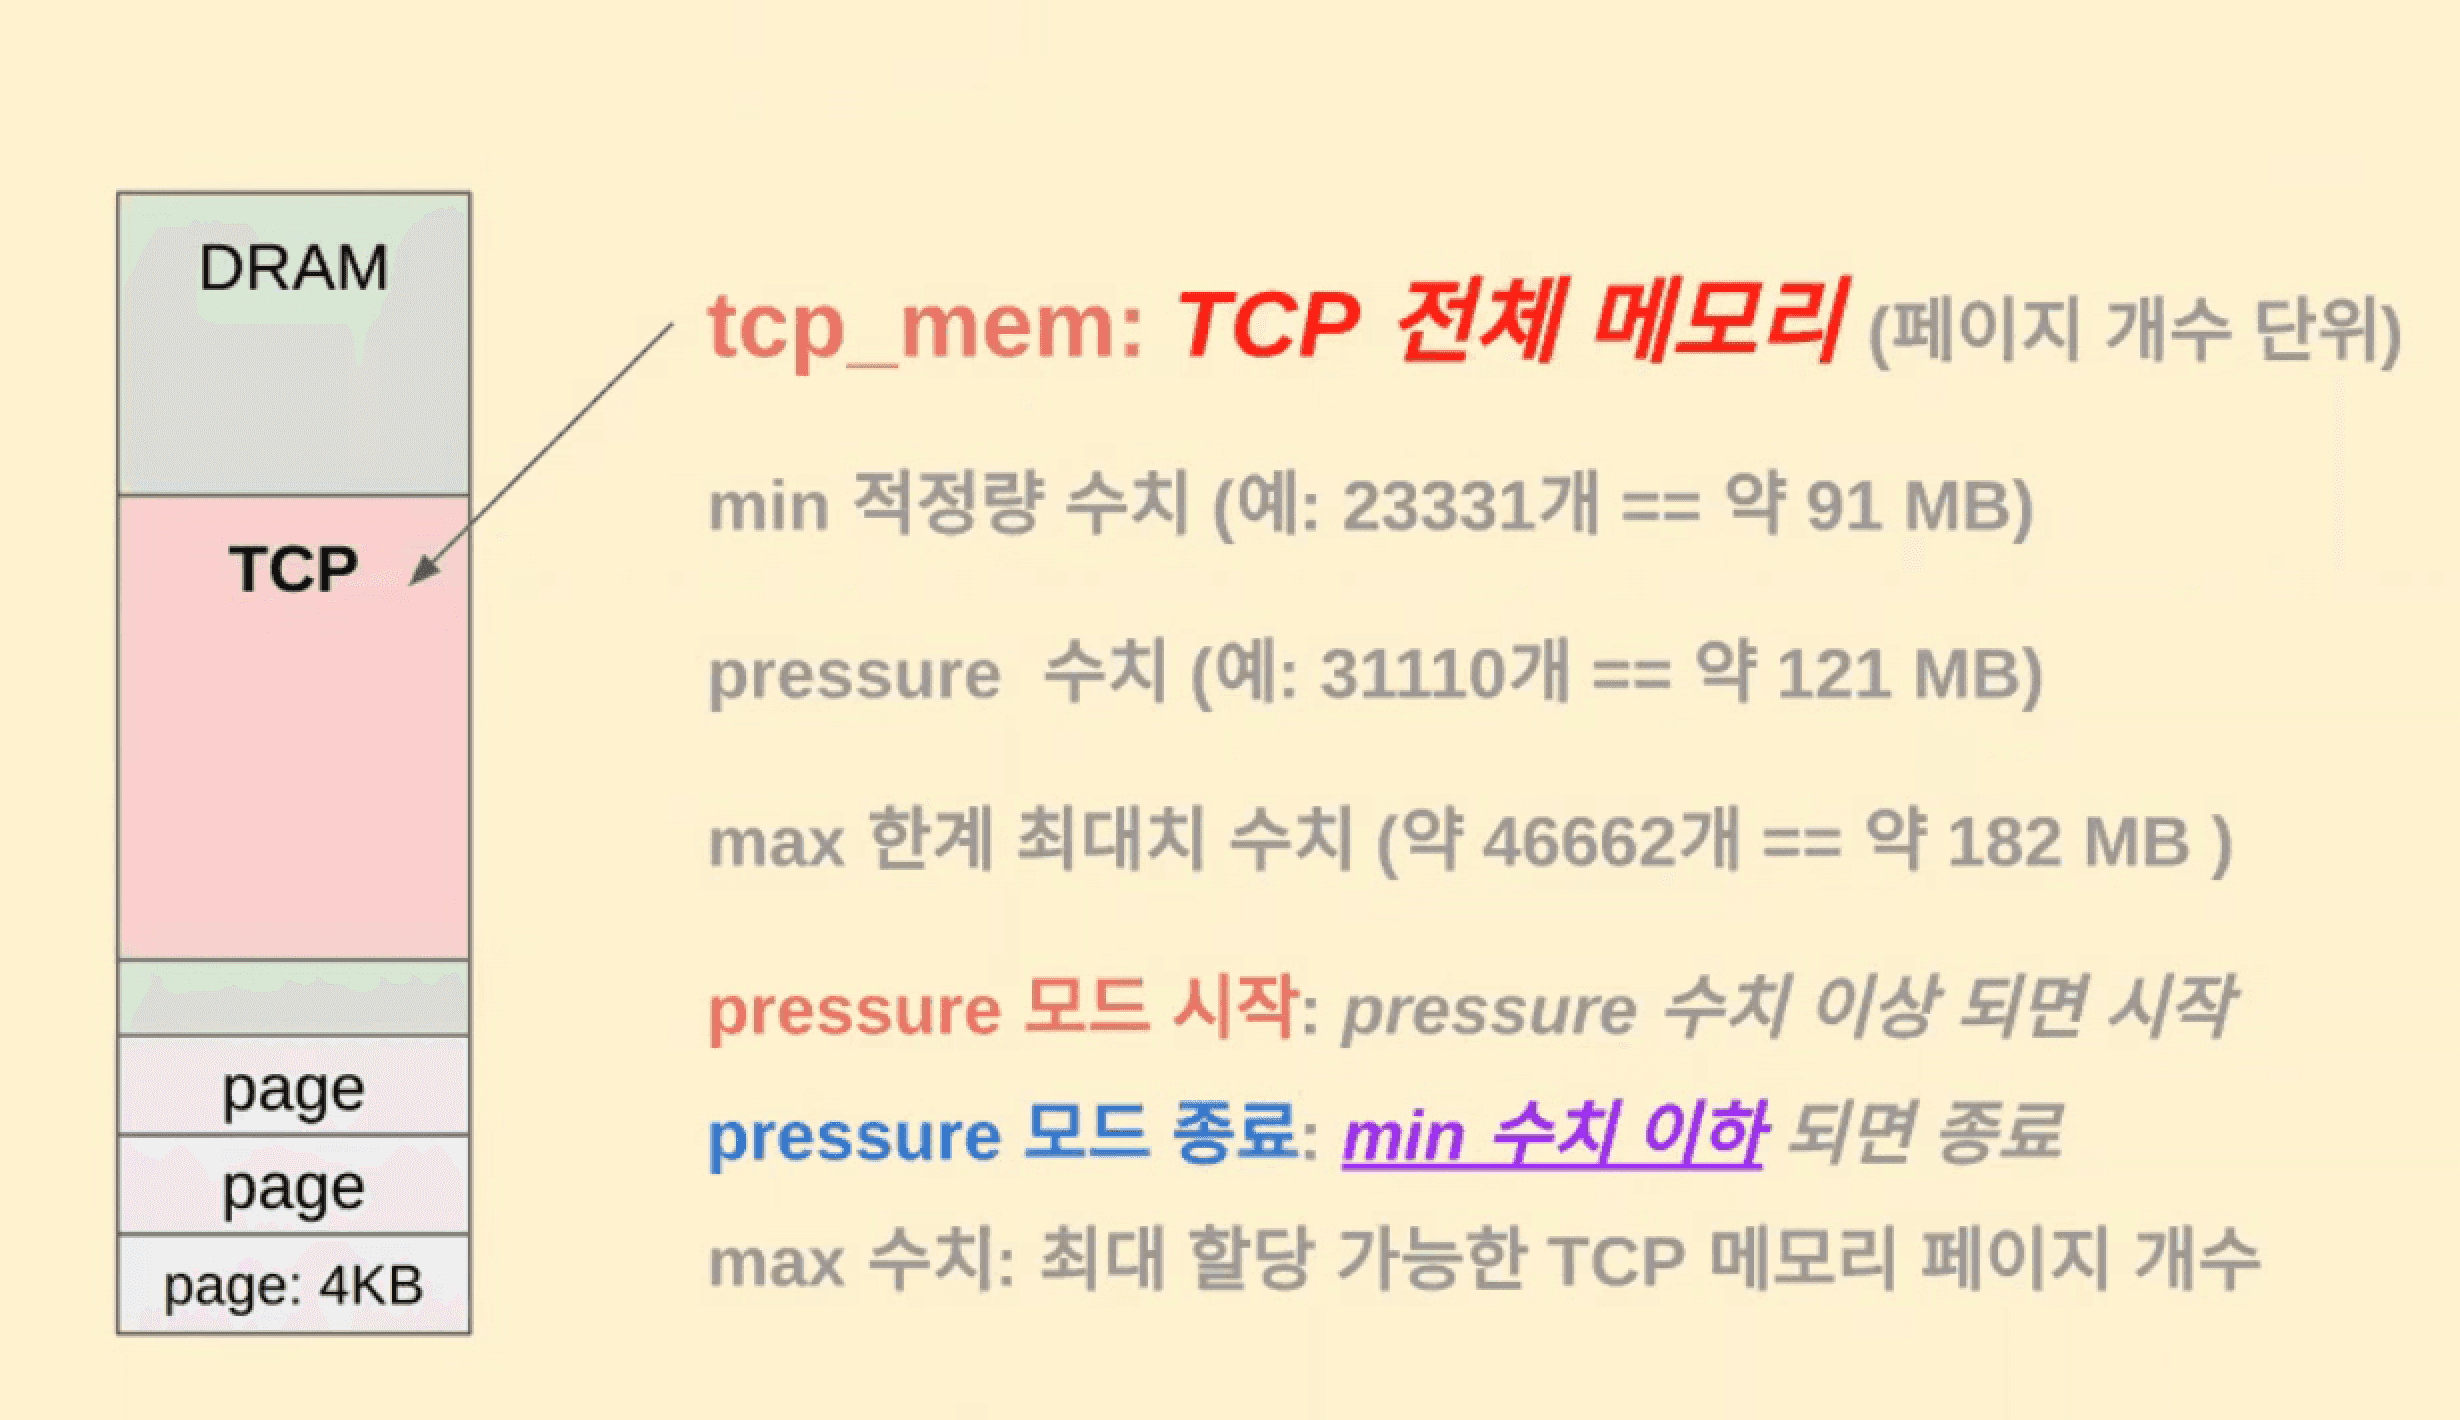 DRAM
TCP
page
page
page: 4KB
tcp_mem: TCP 전체 메모리 (페이지 개수 단위)
min 적정량 수치 (예: 23331개 == 약 91 MB)
pressure 수치 (예: 31110개 == 약 121 MB)
max 한계 최대치 수치 (약 46662개 == 약 182 MB )
pressure 모드 시작: pressure 수치 이상 되면 시작
pressure 모드 종료: min 수치 이하 되면 종료
max 수치: 최대 할당 가능한 TCP 메모리 페이지 개수